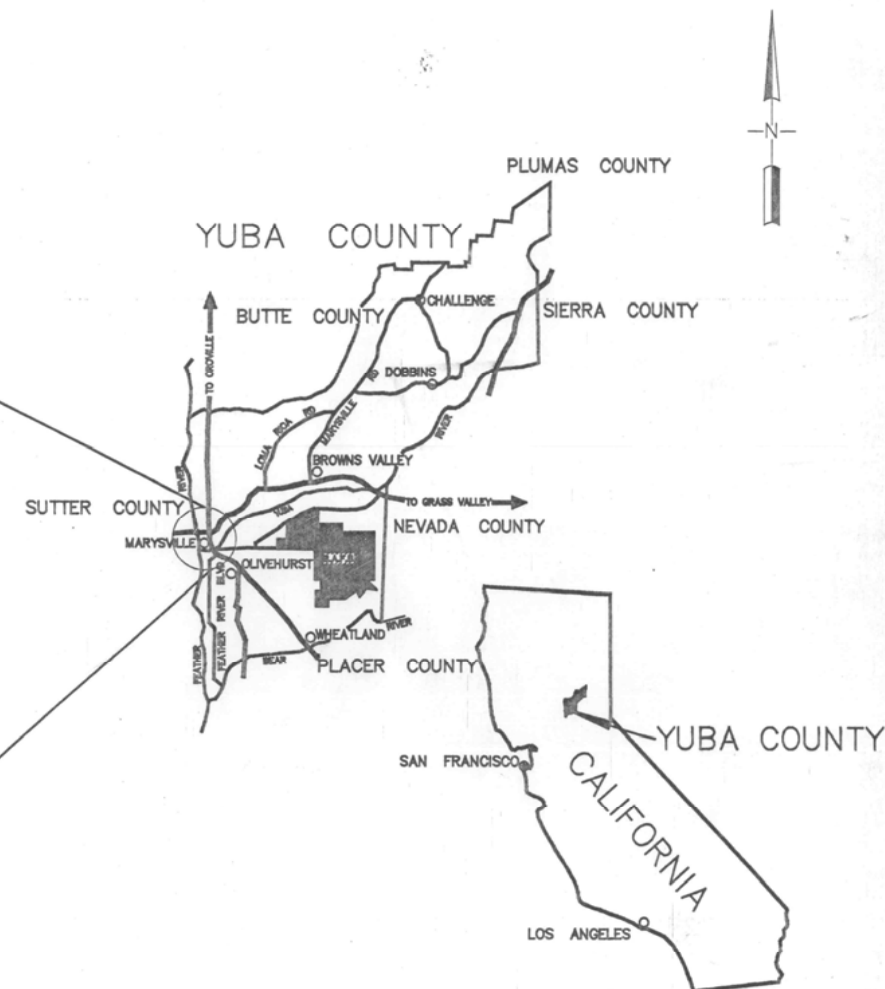 N
PLUMAS COUNTY
YUBA COUNTY
CHALLENGE
BUTTE COUNTY
SIERRA COUNTY
TO OROVILLE
DOBBINS
RD
MARYSVILLE
LOMA RICA RD
RIVER
BROWNS VALLEY
RIVER
TO GRASS VALLEY
SUTTER COUNTY
YUBA
NEVADA COUNTY
MARYSVILLE
OLIVEHURST
FEATHER RIVER BLVD
WHEATLAND
RIVER
FEATHER
BEAR
PLACER COUNTY
YUBA COUNTY
SAN FRANCISCO
CALIFORNIA
LOS ANGELES